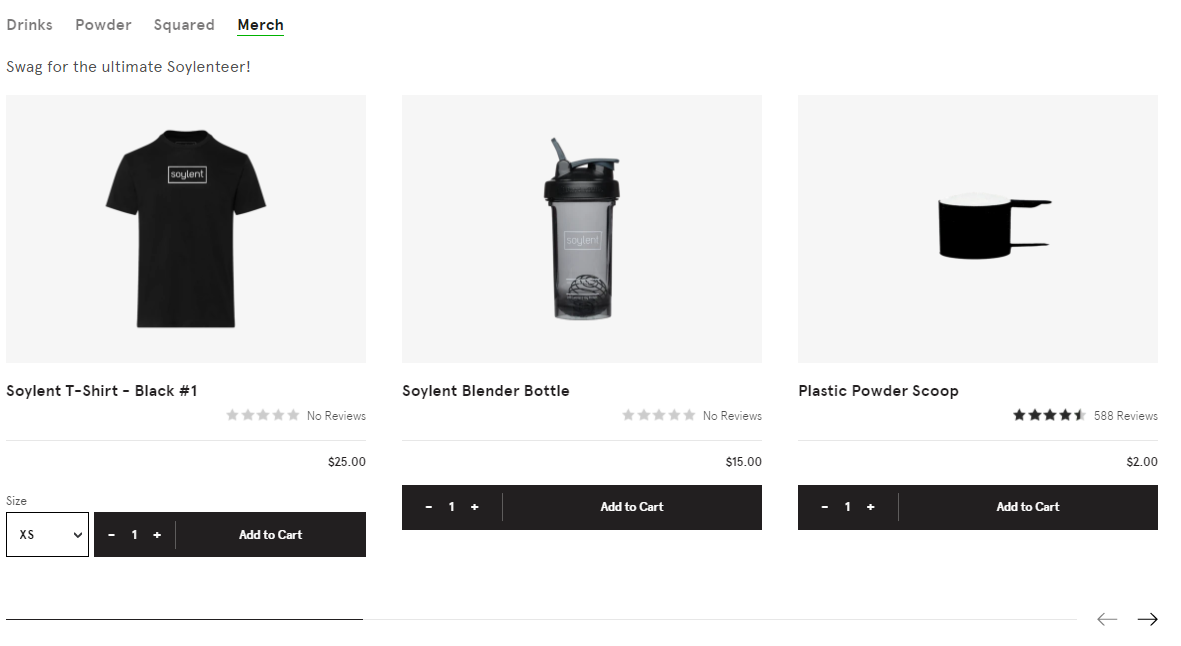 Drinks Powder Squared Merch
Swag for the ultimate Soylenteer!
soylent
soylent
Soylent T-Shirt - Black #1
No Reviews
$25.00
Size
XS
- 1 + Add to Cart
Soylent Blender Bottle
No Reviews
$15.00
- 1 + Add to Cart
Plastic Powder Scoop
588 Reviews
$2.00
- 1 + Add to Cart